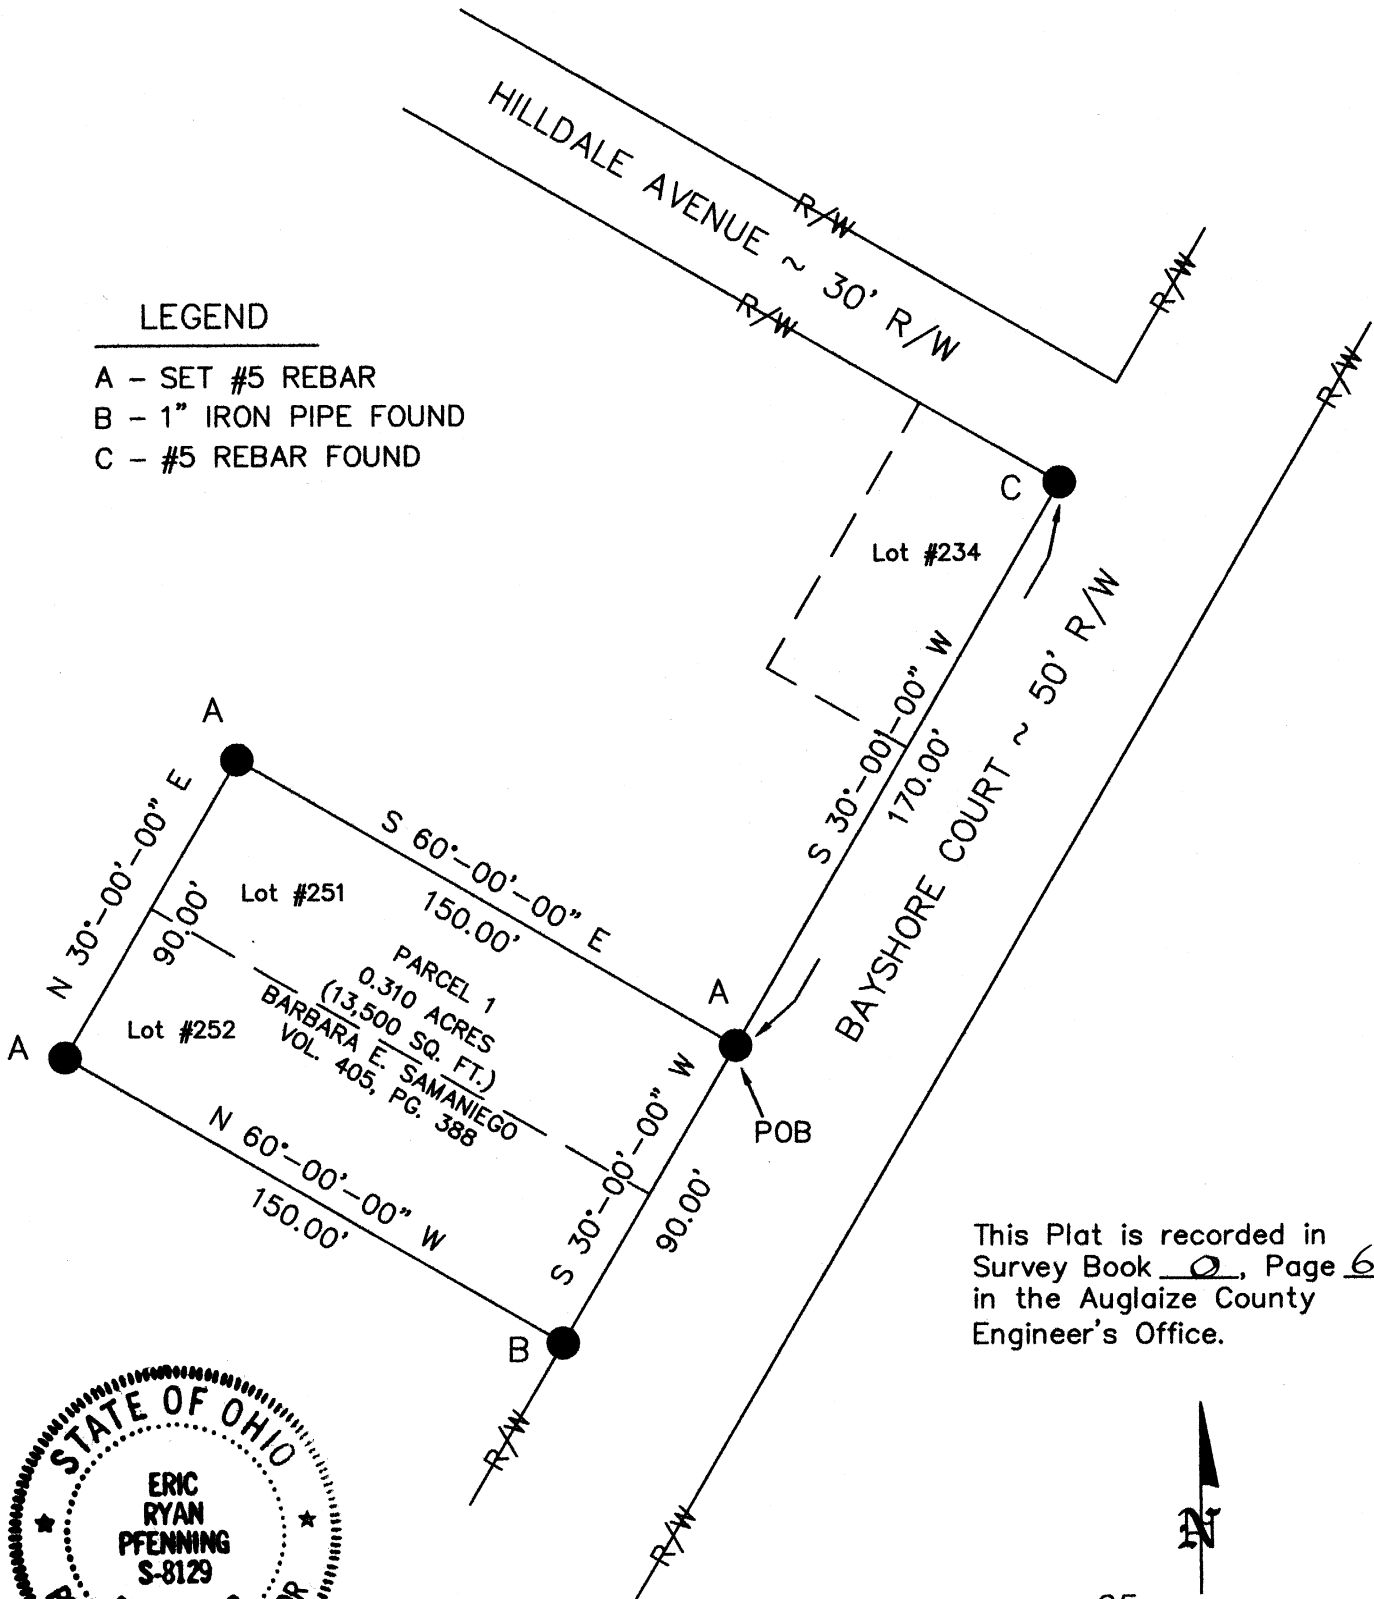 HILLDALE AVENUE ~ 30' R/W
R/W
R/W
R/W
R/W
LEGEND
A - SET #5 REBAR
B - 1" IRON PIPE FOUND
C - #5 REBAR FOUND
C
Lot #234
S 30°-00'-00" W
170.00'
BAYSHORE COURT ~ 50' R/W
A
N 30°-00'-00" E
90.00'
S 60°-00'-00" E
150.00'
Lot #251
PARCEL 1
0.310 ACRES
(13,500 SQ. FT.)
BARBARA E. SAMANIEGO
VOL. 405, PG. 388
Lot #252
A
A
POB
S 30°-00'-00" W
90.00'
N 60°-00'-00" W
150.00'
B
R/W
R/W
This Plat is recorded in
Survey Book O, Page 6
in the Auglaize County
Engineer's Office.
STATE OF OHIO
ERIC
RYAN
PFENNING
S-8129
N